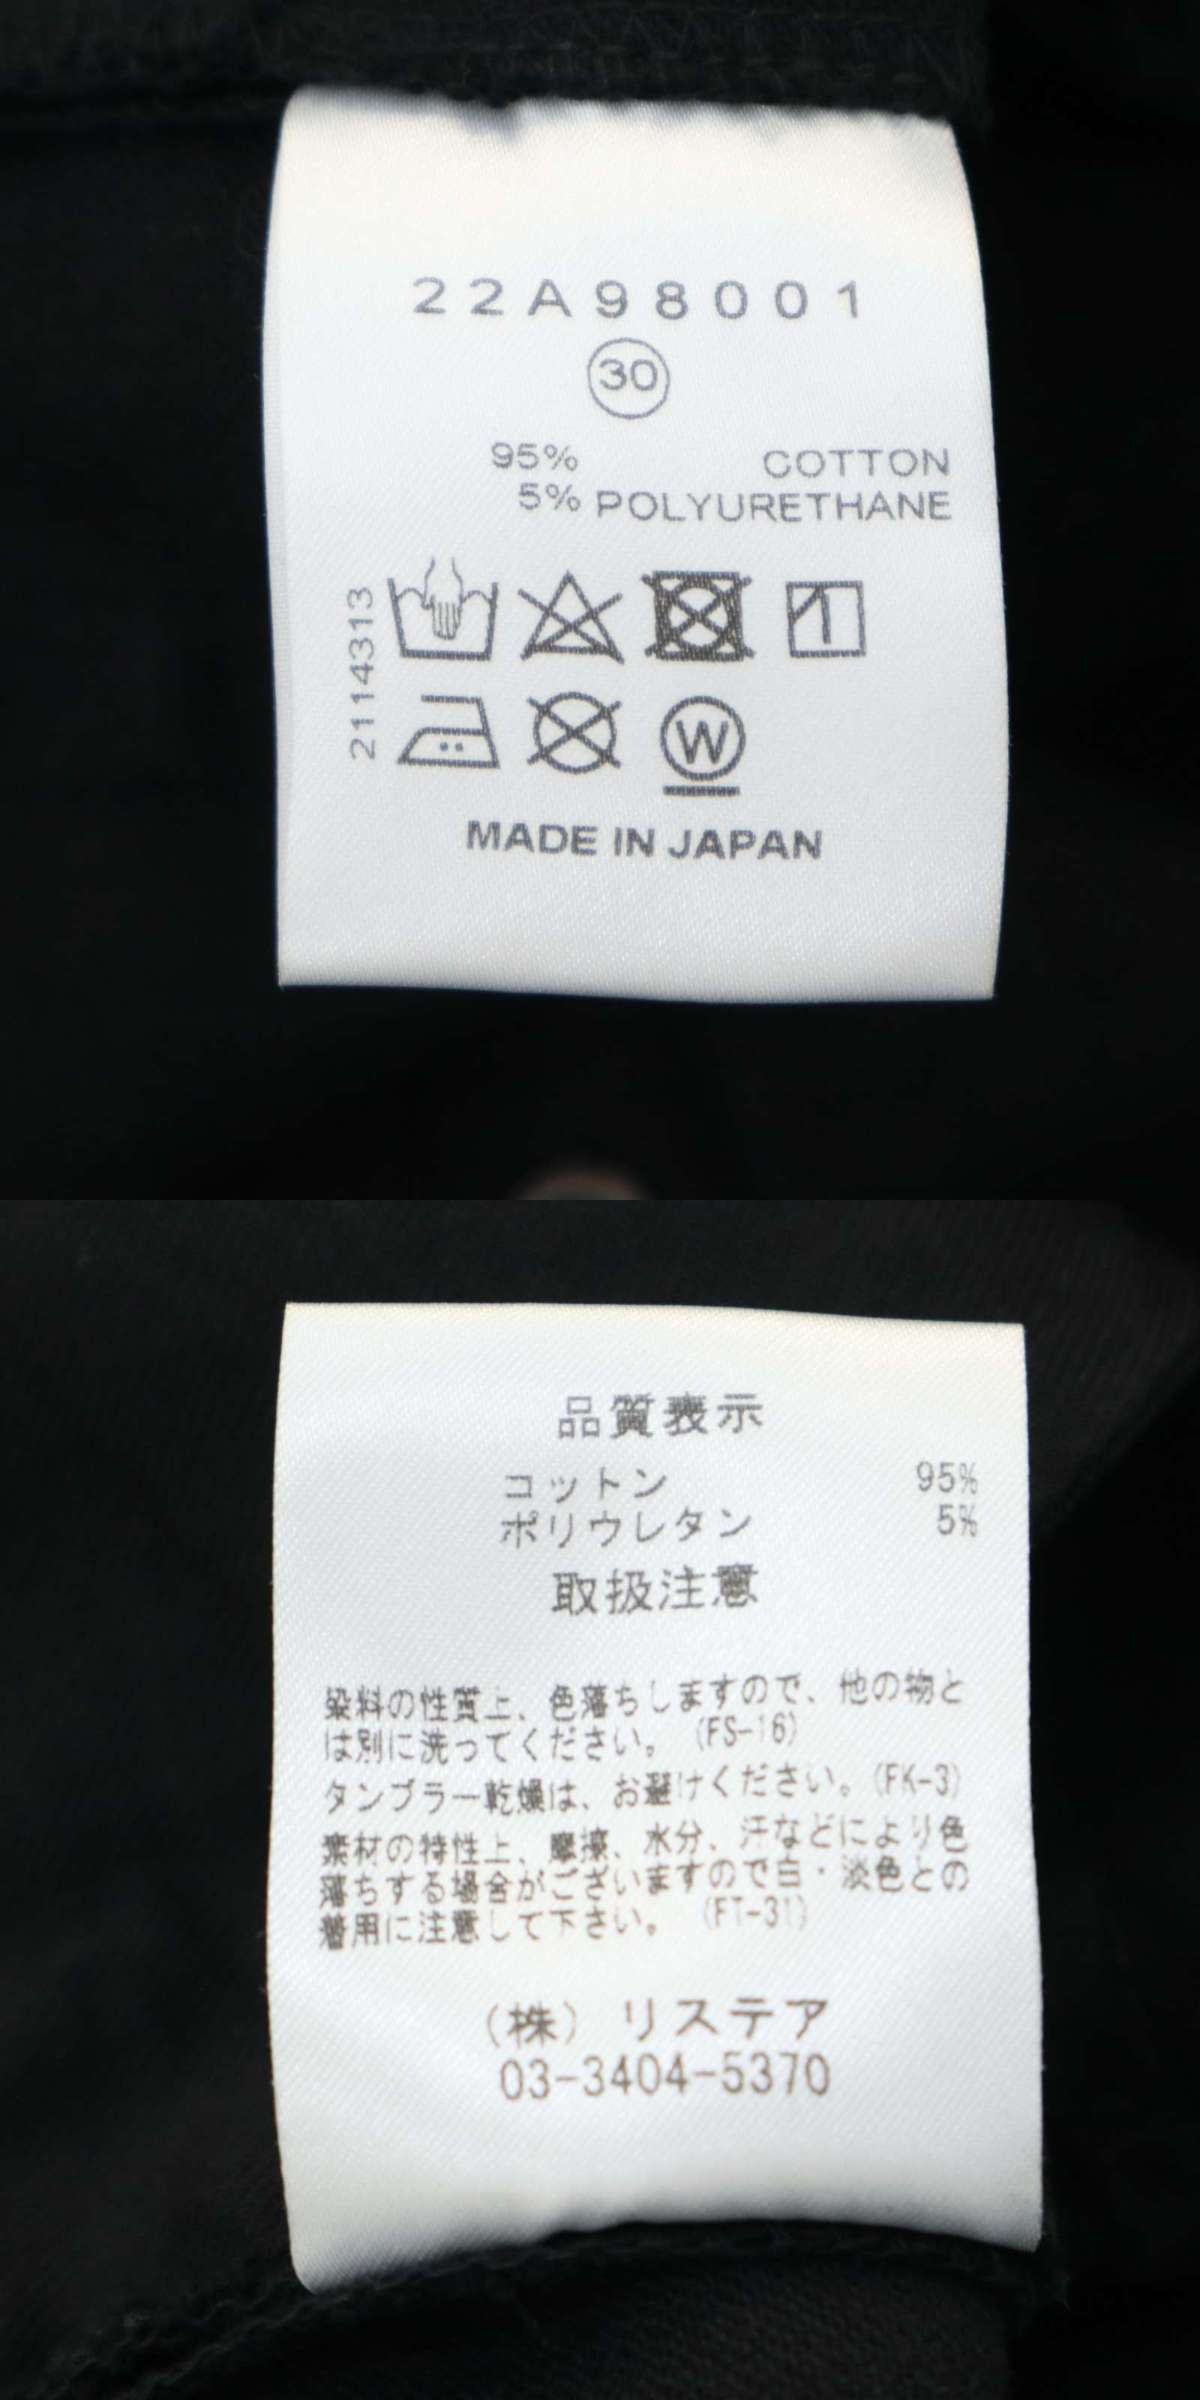 22A98001
30
95% COTTON
5% POLYURETHANE
2114313
W
MADE IN JAPAN
品質表示
コットン 95%
ポリウレタン 5%
取扱注意
染料の性質上、色落ちしますので、他の物と
は別に洗ってください。 (FS-16)
タンブラー乾燥は、お避けください。(FK-3)
素材の特性上、摩擦、水分、汗などにより色
落ちする場合がございますので白・淡色との
着用に注意して下さい。 (FT-31)
(株) リステア
03-3404-5370